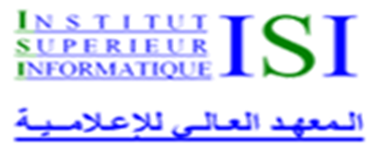 INSTITUT
SUPERIEUR
INFORMATIQUE
ISI
المعهد العالي للإعلامية